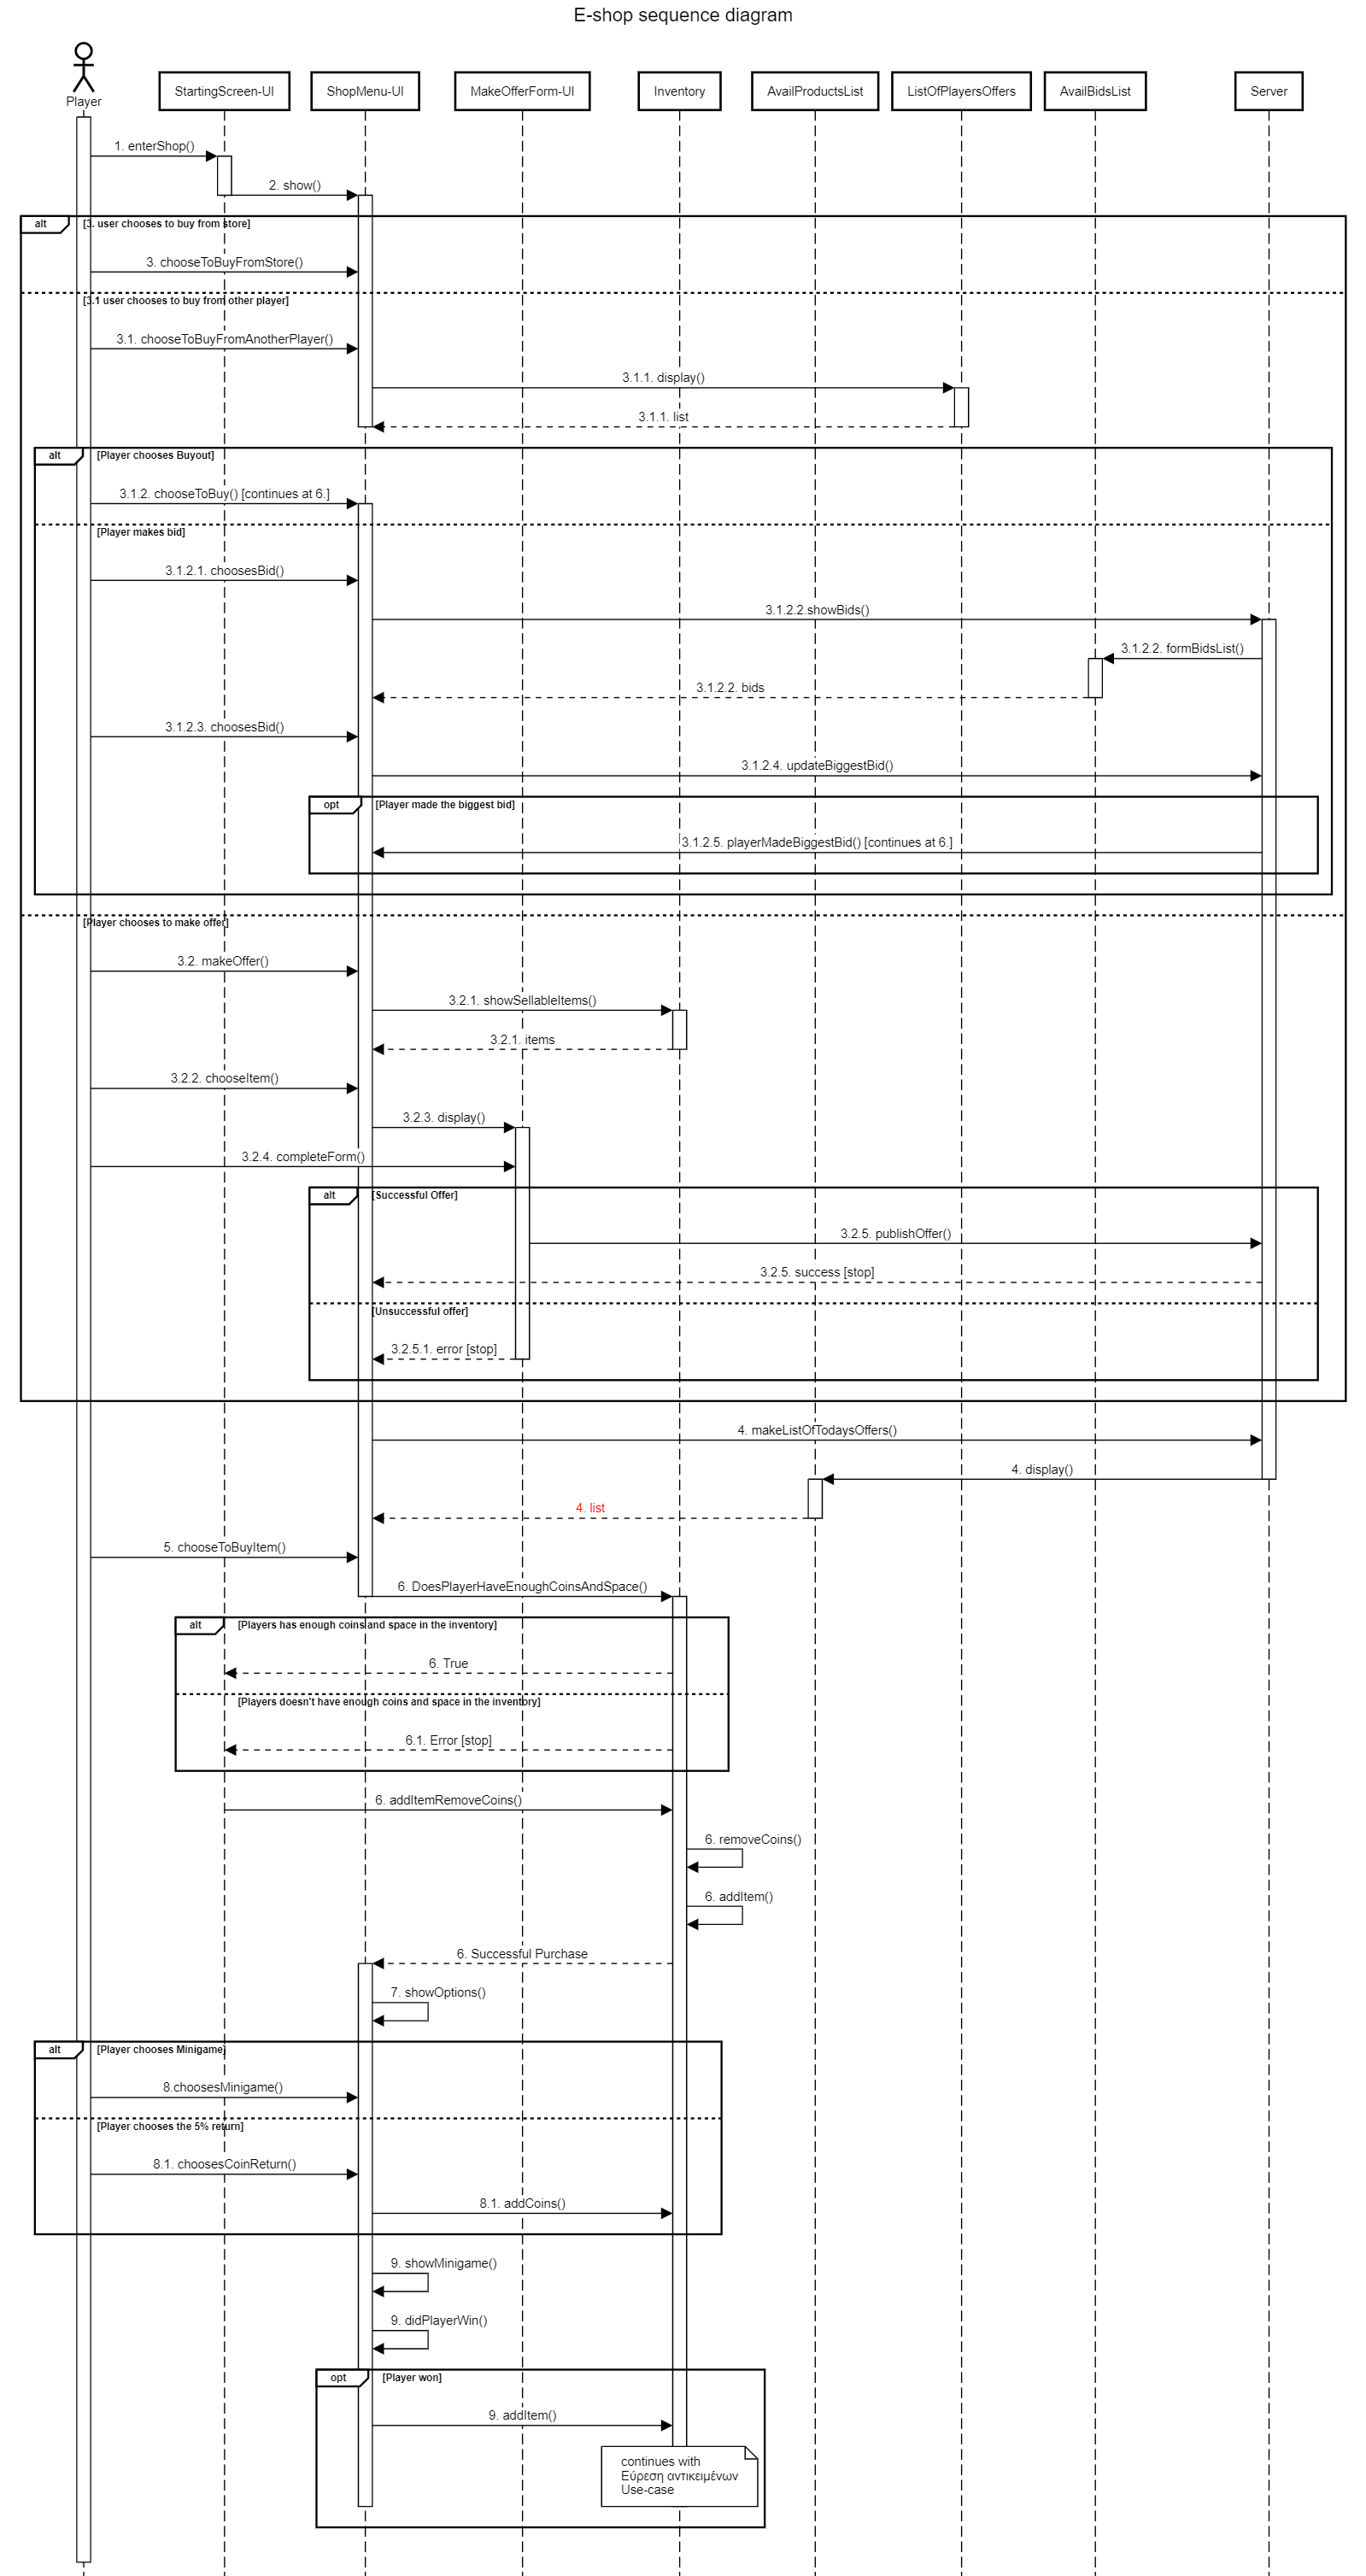 E-shop sequence diagram
Player
StartingScreen-UI
ShopMenu-UI
MakeOfferForm-UI
Inventory
AvailProductsList
ListOfPlayersOffers
AvailBidsList
Server
1. enterShop()
2. show()
alt
[3. user chooses to buy from store]
3. chooseToBuyFromStore()
[3.1 user chooses to buy from other player]
3.1. chooseToBuyFromAnotherPlayer()
3.1.1. display()
3.1.1. list
alt
[Player chooses Buyout]
3.1.2. chooseToBuy() [continues at 6.]
[Player makes bid]
3.1.2.1. choosesBid()
3.1.2.2.showBids()
3.1.2.2. formBidsList()
3.1.2.2. bids
3.1.2.3. choosesBid()
3.1.2.4. updateBiggestBid()
opt
[Player made the biggest bid]
3.1.2.5. playerMadeBiggestBid() [continues at 6.]
[Player chooses to make offer]
3.2. makeOffer()
3.2.1. showSellableItems()
3.2.1. items
3.2.2. chooseItem()
3.2.3. display()
3.2.4. completeForm()
alt
[Successful Offer]
3.2.5. publishOffer()
3.2.5. success [stop]
[Unsuccessful offer]
3.2.5.1. error [stop]
4. makeListOfTodaysOffers()
4. display()
4. list
5. chooseToBuyItem()
6. DoesPlayerHaveEnoughCoinsAndSpace()
alt
[Players has enough coins and space in the inventory]
6. True
[Players doesn't have enough coins and space in the inventory]
6.1. Error [stop]
6. addItemRemoveCoins()
6. removeCoins()
6. addItem()
6. Successful Purchase
7. showOptions()
alt
[Player chooses Minigame]
8.choosesMinigame()
[Player chooses the 5% return]
8.1. choosesCoinReturn()
8.1. addCoins()
9. showMinigame()
9. didPlayerWin()
opt
[Player won]
9. addItem()
continues with
Εύρεση αντικειμένων
Use-case